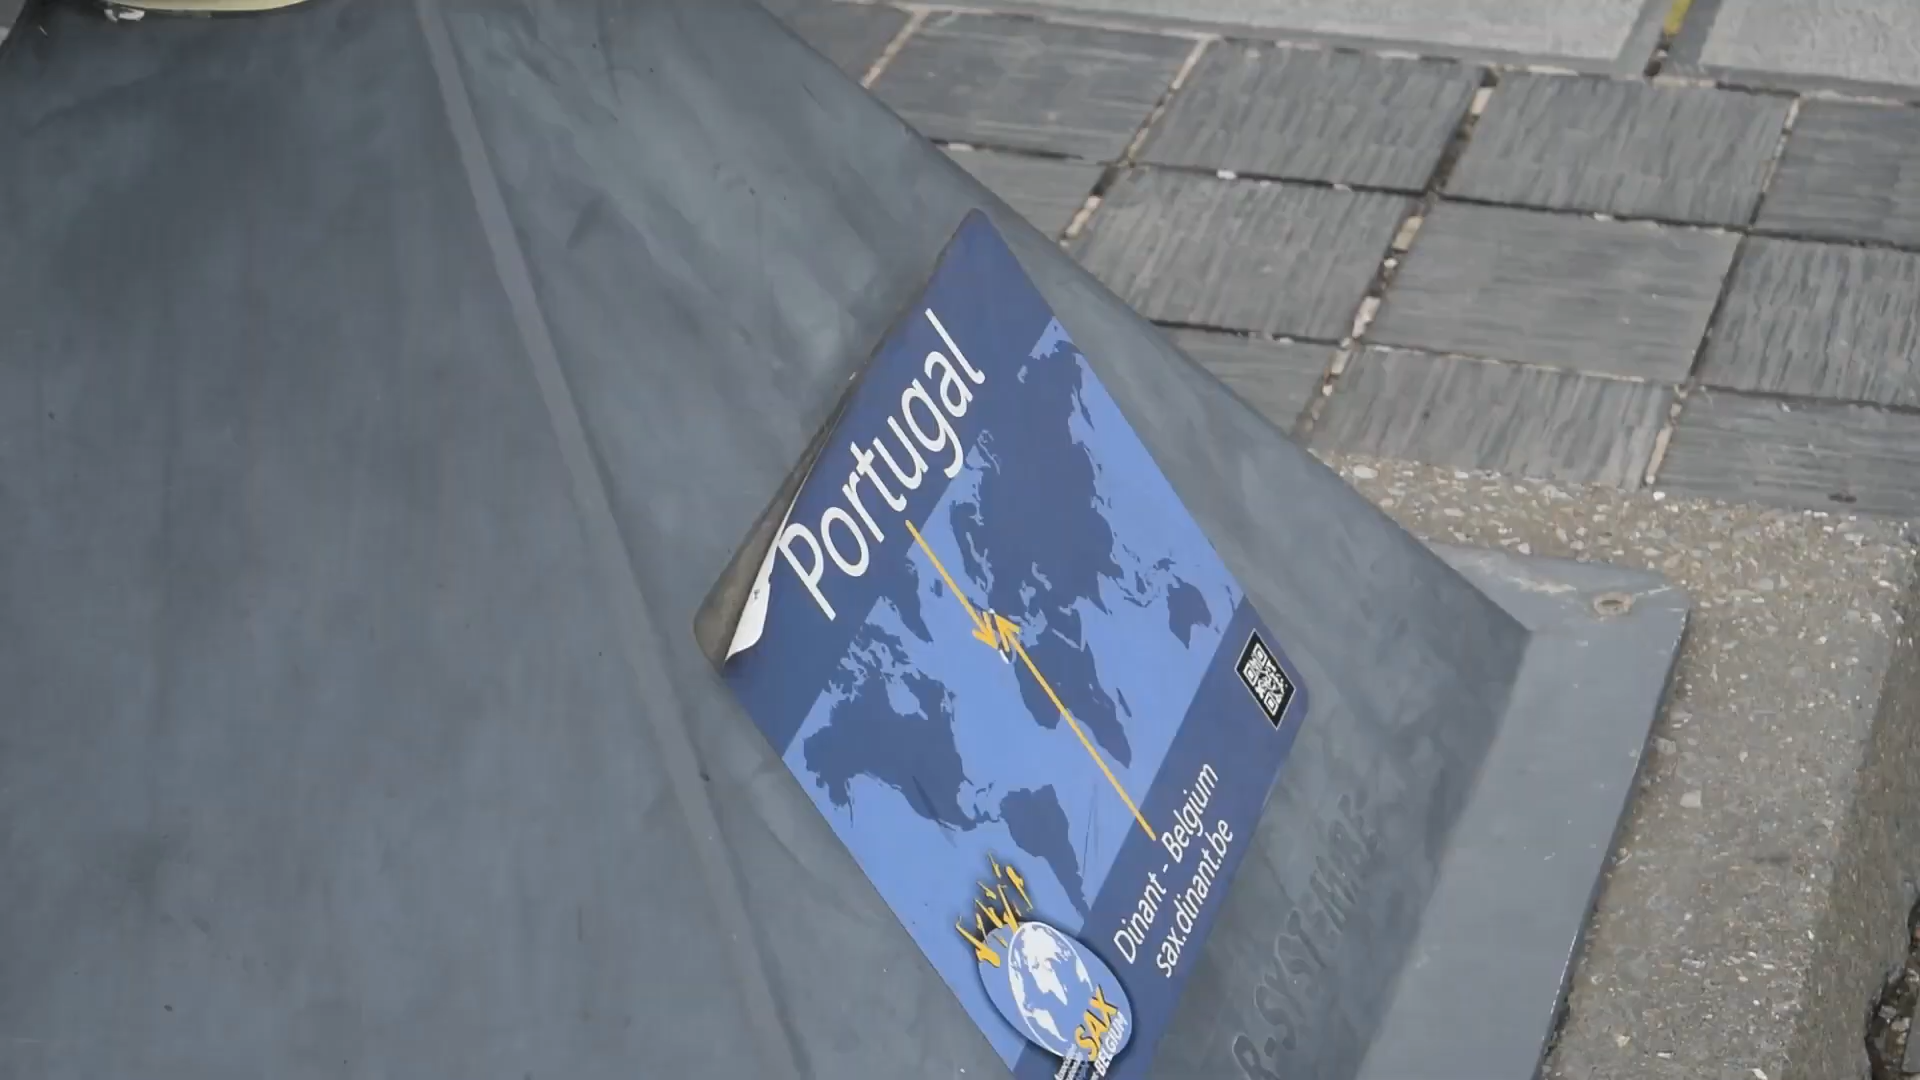 Portugal
Dinant - Belgium
sax.dinant.be
SAX
BELGIUM